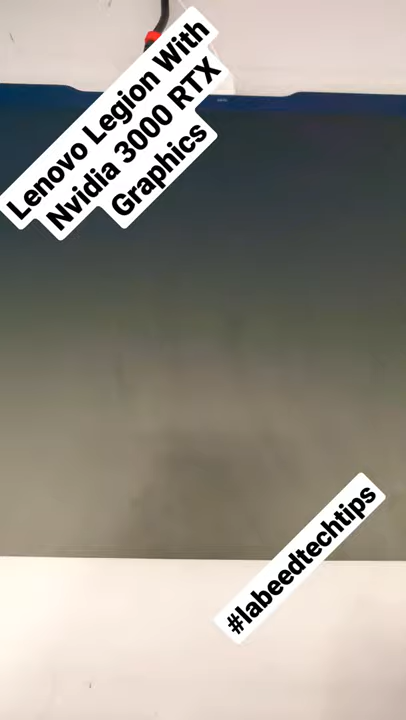 Lenovo Legion With
Nvidia 3000 RTX
Graphics
#labeedtechtips